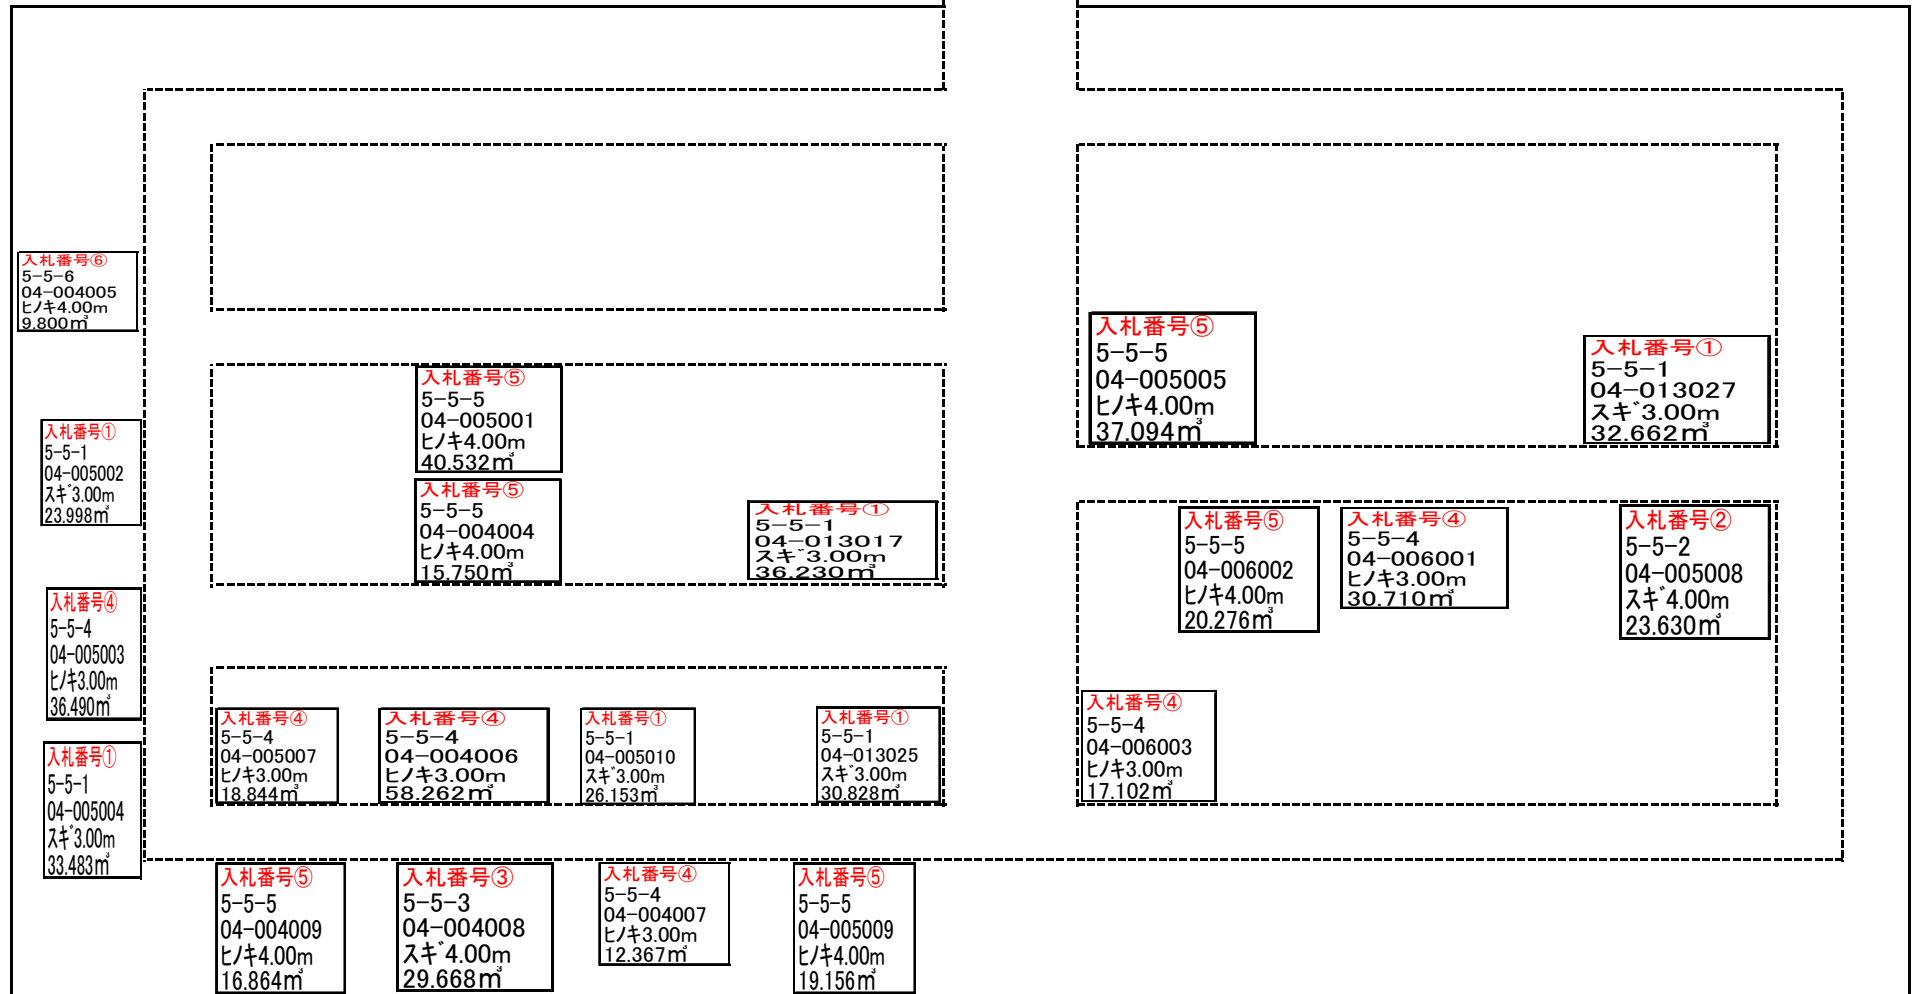 入札番号⑥
5-5-6
04-004005
ヒノキ4.00m
9.800㎥
入札番号①
5-5-1
04-005002
スギ3.00m
23.998㎥
入札番号④
5-5-4
04-005003
ヒノキ3.00m
36.490㎥
入札番号①
5-5-1
04-005004
スギ3.00m
33.483㎥
入札番号⑤
5-5-5
04-005001
ヒノキ4.00m
40.532㎥
入札番号⑤
5-5-5
04-004004
ヒノキ4.00m
15.750㎥
入札番号①
5-5-1
04-013017
スギ3.00m
36.230㎥
入札番号④
5-5-4
04-005007
ヒノキ3.00m
18.844㎥
入札番号④
5-5-4
04-004006
ヒノキ3.00m
58.262㎥
入札番号①
5-5-1
04-005010
スギ3.00m
26.153㎥
入札番号①
5-5-1
04-013025
スギ3.00m
30.828㎥
入札番号⑤
5-5-5
04-004009
ヒノキ4.00m
16.864㎥
入札番号③
5-5-3
04-004008
スギ4.00m
29.668㎥
入札番号④
5-5-4
04-004007
ヒノキ3.00m
12.367㎥
入札番号⑤
5-5-5
04-005009
ヒノキ4.00m
19.156㎥
入札番号⑤
5-5-5
04-005005
ヒノキ4.00m
37.094㎥
入札番号①
5-5-1
04-013027
スギ3.00m
32.662㎥
入札番号⑤
5-5-5
04-006002
ヒノキ4.00m
20.276㎥
入札番号④
5-5-4
04-006001
ヒノキ3.00m
30.710㎥
入札番号②
5-5-2
04-005008
スギ4.00m
23.630㎥
入札番号④
5-5-4
04-006003
ヒノキ3.00m
17.102㎥